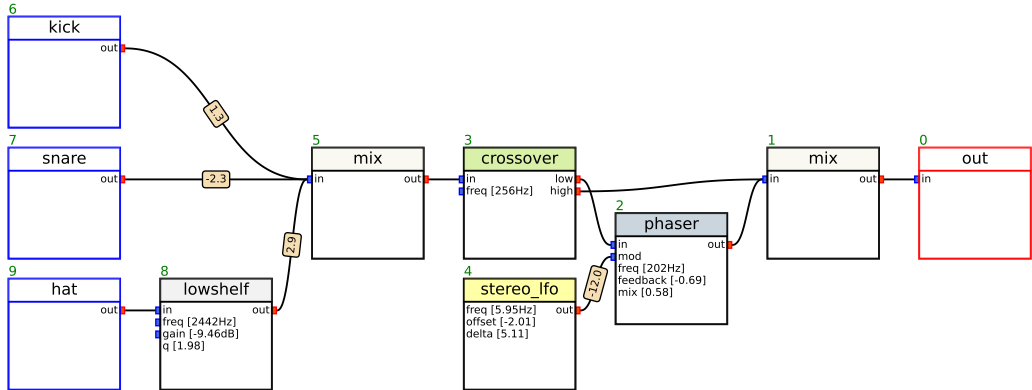 6
kick
out
1.3
7
snare
out
-2.3
9
hat
out
8
lowshelf
in
out
freq [2442Hz]
gain [-9.46dB]
q [1.98]
2.9
5
mix
in
out
3
crossover
in
low
freq [256Hz]
high
4
stereo_lfo
freq [5.95Hz]
out
offset [-2.01]
delta [5.11]
-12.0
2
phaser
in
out
mod
freq [202Hz]
feedback [-0.69]
mix [0.58]
1
mix
in
out
0
out
in